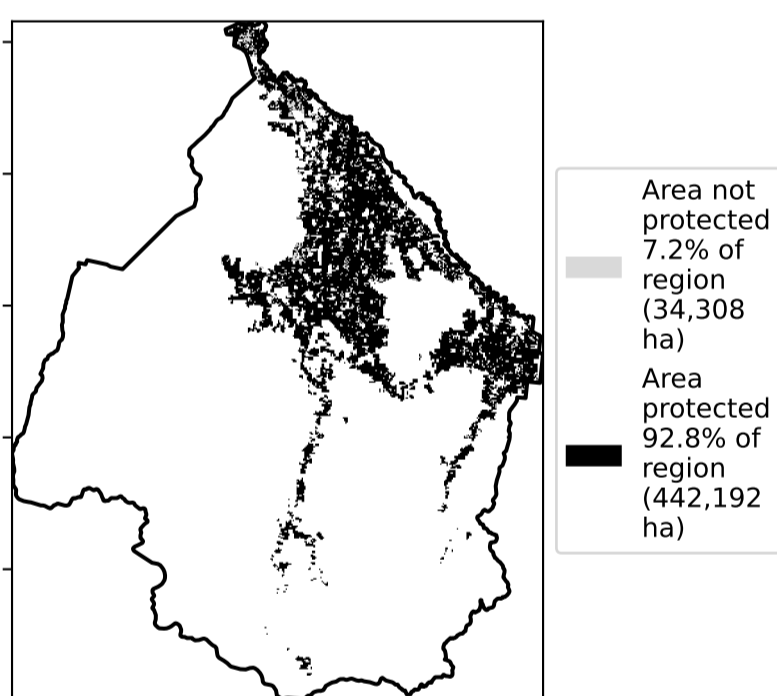 Area not
protected
7.2% of
region
(34,308
ha)
Area
protected
92.8% of
region
(442,192
ha)